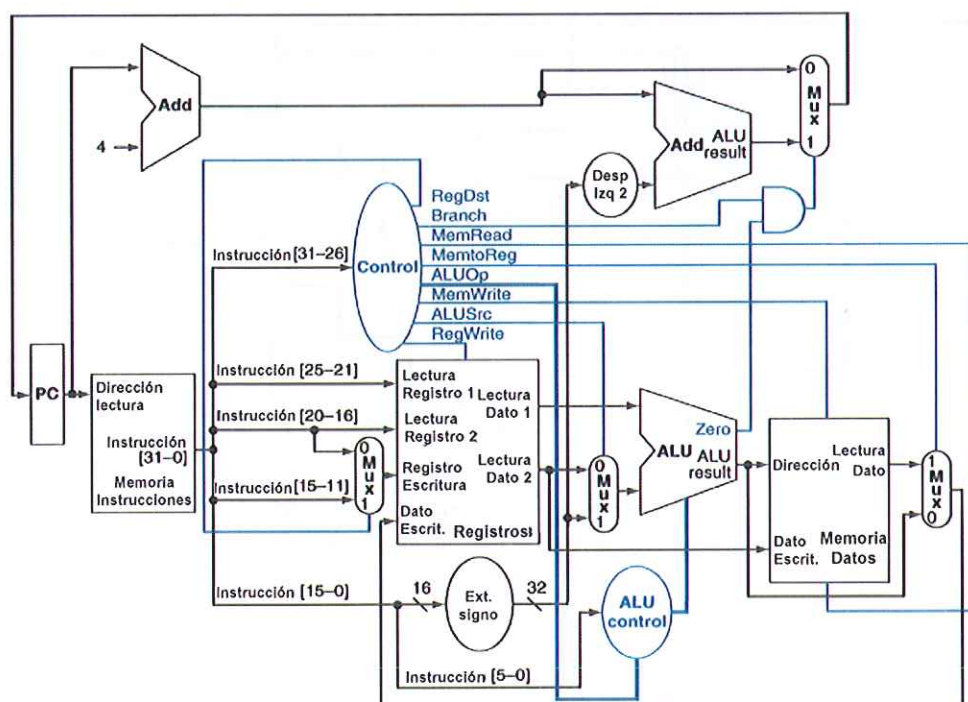 0
Mux
1
Add
4
Add
ALU
result
Desp
Izq 2
RegDst
Branch
MemRead
MemtoReg
ALUOp
MemWrite
ALUSrc
RegWrite
Control
Instrucción [31–26]
Instrucción [25–21]
Instrucción [20–16]
Instrucción [15–11]
Instrucción [15–0]
Instrucción [5–0]
PC
Dirección
lectura
Instrucción
[31–0]
Memoria
Instrucciones
0
Mux
1
Lectura
Registro 1
Lectura
Registro 2
Registro
Escritura
Dato
Escrit.
Lectura
Dato 1
Lectura
Dato 2
Registros
0
Mux
1
Zero
ALU
ALU
result
Dirección
Lectura
Dato
Dato
Escrit.
Memoria
Datos
1
Mux
0
16
Ext.
signo
32
ALU
control